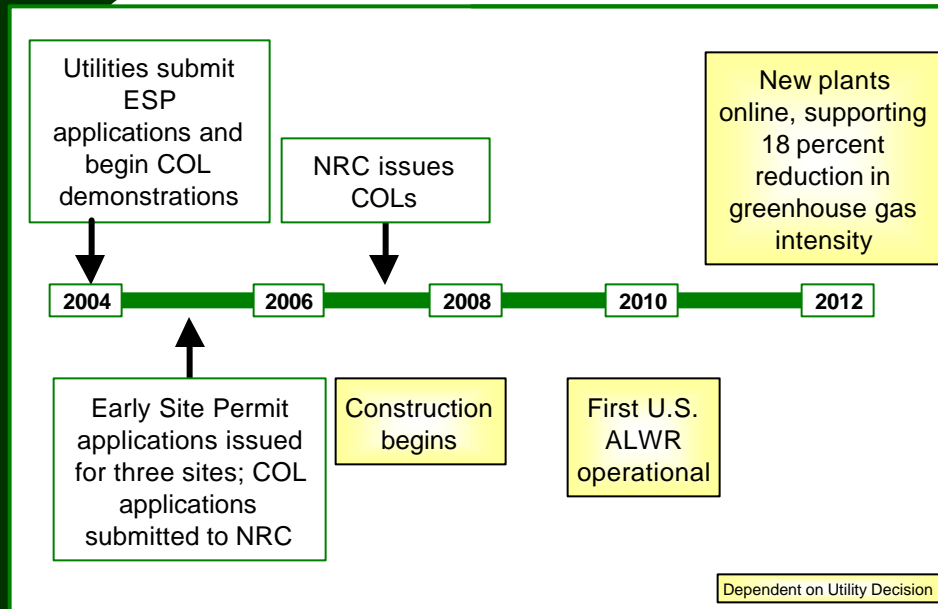 Utilities submit
ESP
applications and
begin COL
demonstrations
NRC issues
COLs
New plants
online, supporting
18 percent
reduction in
greenhouse gas
intensity
2004
2006
2008
2010
2012
Early Site Permit
applications issued
for three sites; COL
applications
submitted to NRC
Construction
begins
First U.S.
ALWR
operational
Dependent on Utility Decision